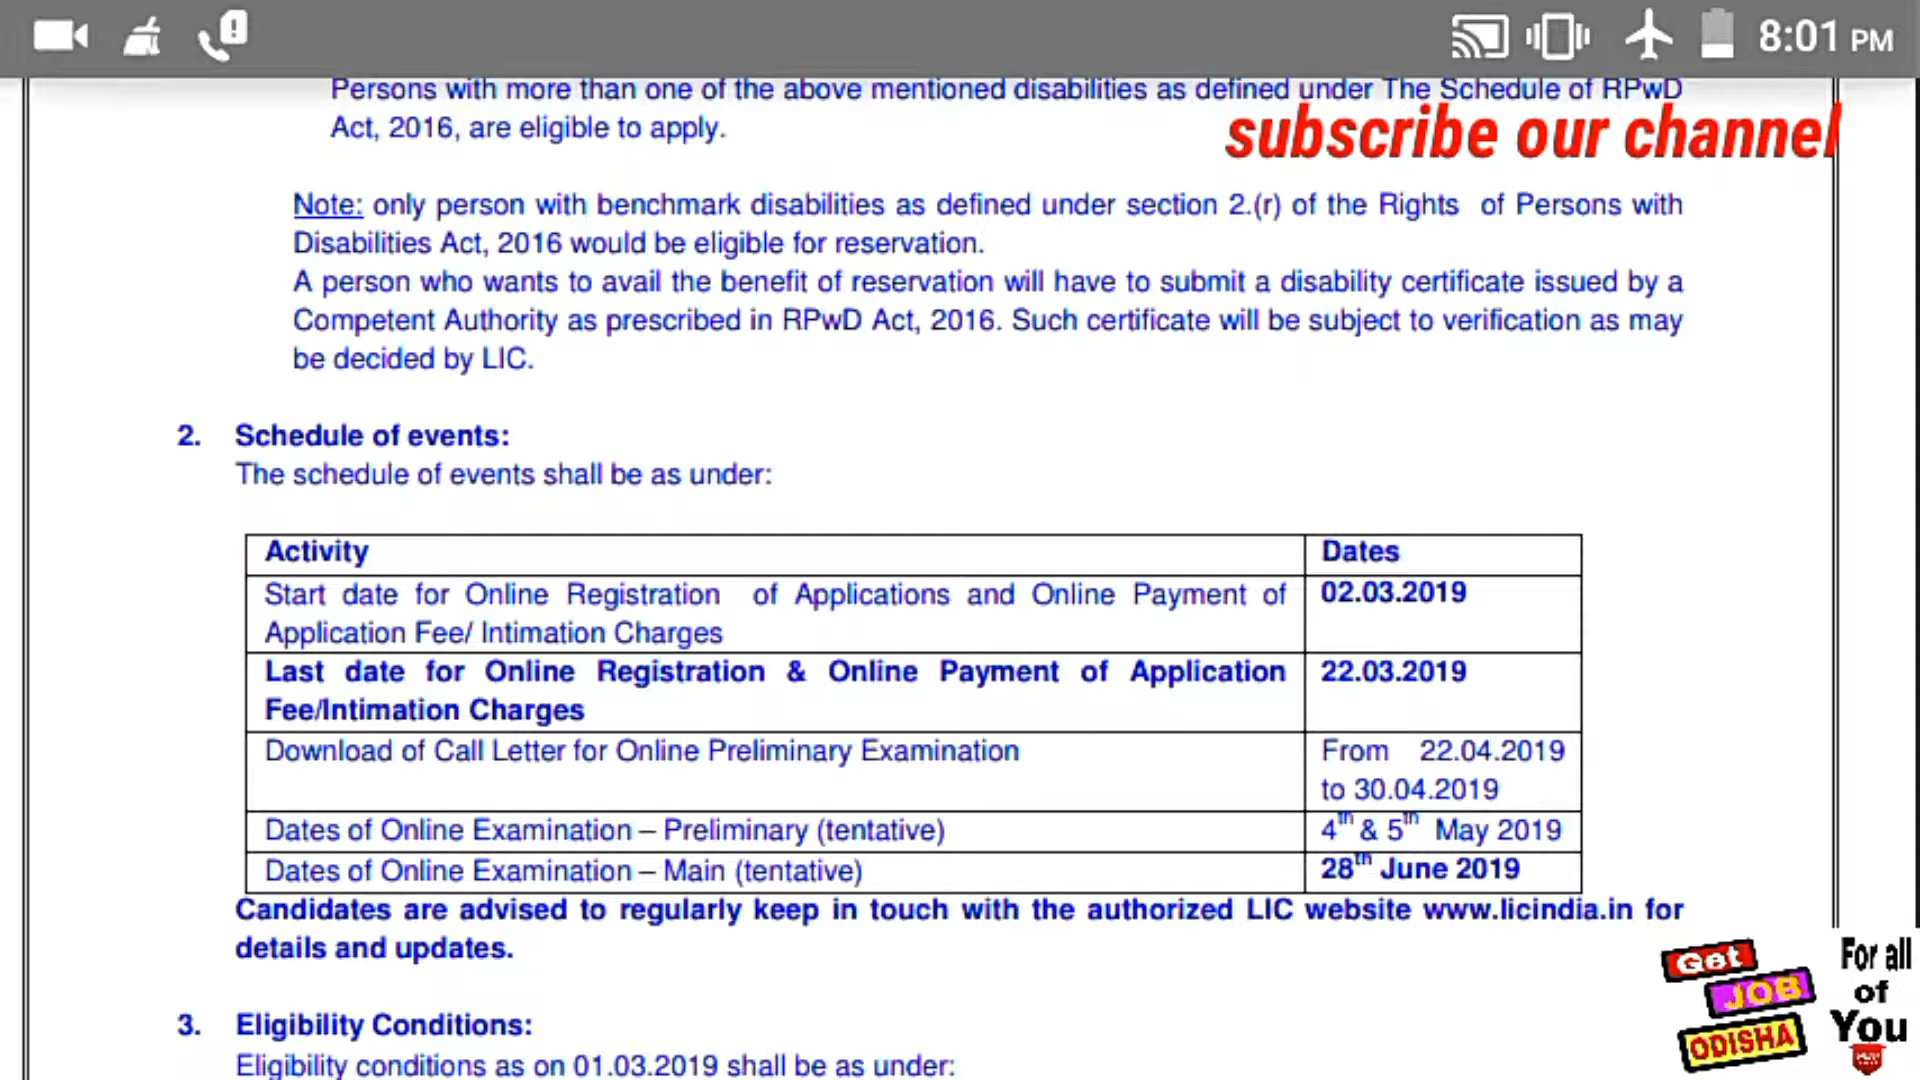 8:01 PM
Persons with more than one of the above mentioned disabilities as defined under The Schedule of RPwD
Act, 2016, are eligible to apply.
subscribe our channel
Note: only person with benchmark disabilities as defined under section 2.(r) of the Rights of Persons with
Disabilities Act, 2016 would be eligible for reservation.
A person who wants to avail the benefit of reservation will have to submit a disability certificate issued by a
Competent Authority as prescribed in RPwD Act, 2016. Such certificate will be subject to verification as may
be decided by LIC.
2. Schedule of events:
The schedule of events shall be as under:
Activity Dates
Start date for Online Registration of Applications and Online Payment of 02.03.2019
Application Fee/ Intimation Charges
Last date for Online Registration & Online Payment of Application 22.03.2019
Fee/Intimation Charges
Download of Call Letter for Online Preliminary Examination From 22.04.2019
to 30.04.2019
Dates of Online Examination – Preliminary (tentative) 4th & 5th May 2019
Dates of Online Examination – Main (tentative) 28th June 2019
Candidates are advised to regularly keep in touch with the authorized LIC website www.licindia.in for
details and updates.
3. Eligibility Conditions:
Eligibility conditions as on 01.03.2019 shall be as under:
Get
JOB
ODISHA
For all
of
You